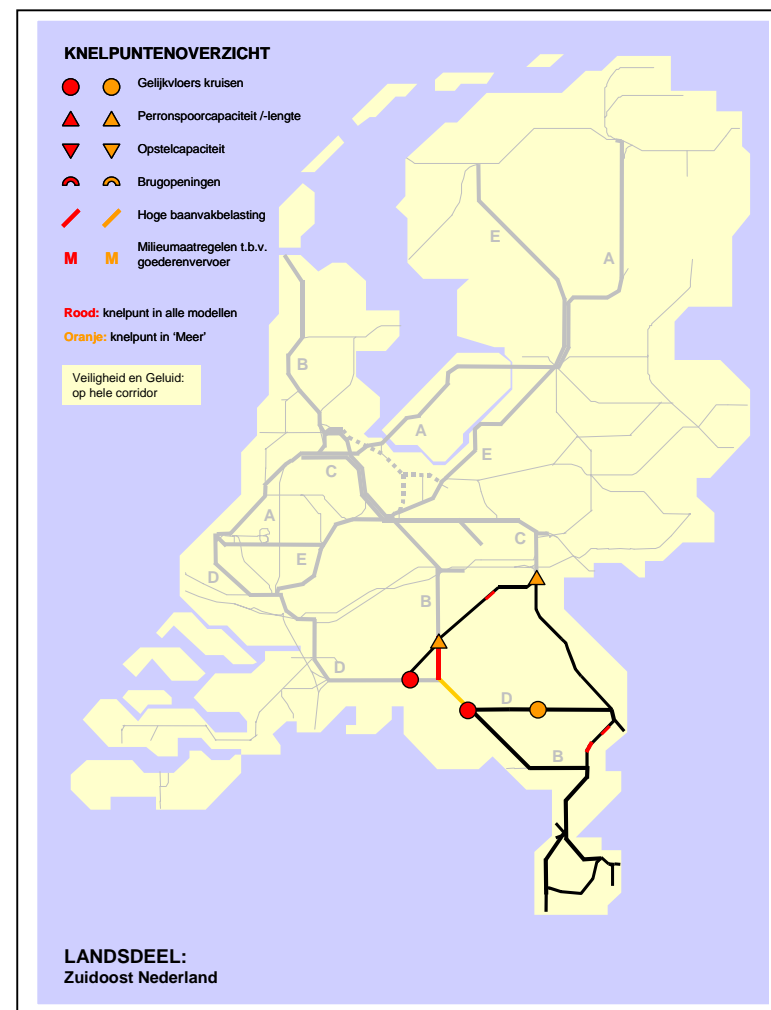 KNELPUNTENOVERZICHT
Gelijkvloers kruisen
Perronspoorcapaciteit /-lengte
Opstelcapaciteit
Brugopeningen
Hoge baanvakbelasting
M M Milieumaatregelen t.b.v.
goederenvervoer
Rood: knelpunt in alle modellen
Oranje: knelpunt in 'Meer'
Veiligheid en Geluid:
op hele corridor
E
A
B
A
E
C
A
E
C
D
B
D
D
B
LANDSDEEL:
Zuidoost Nederland